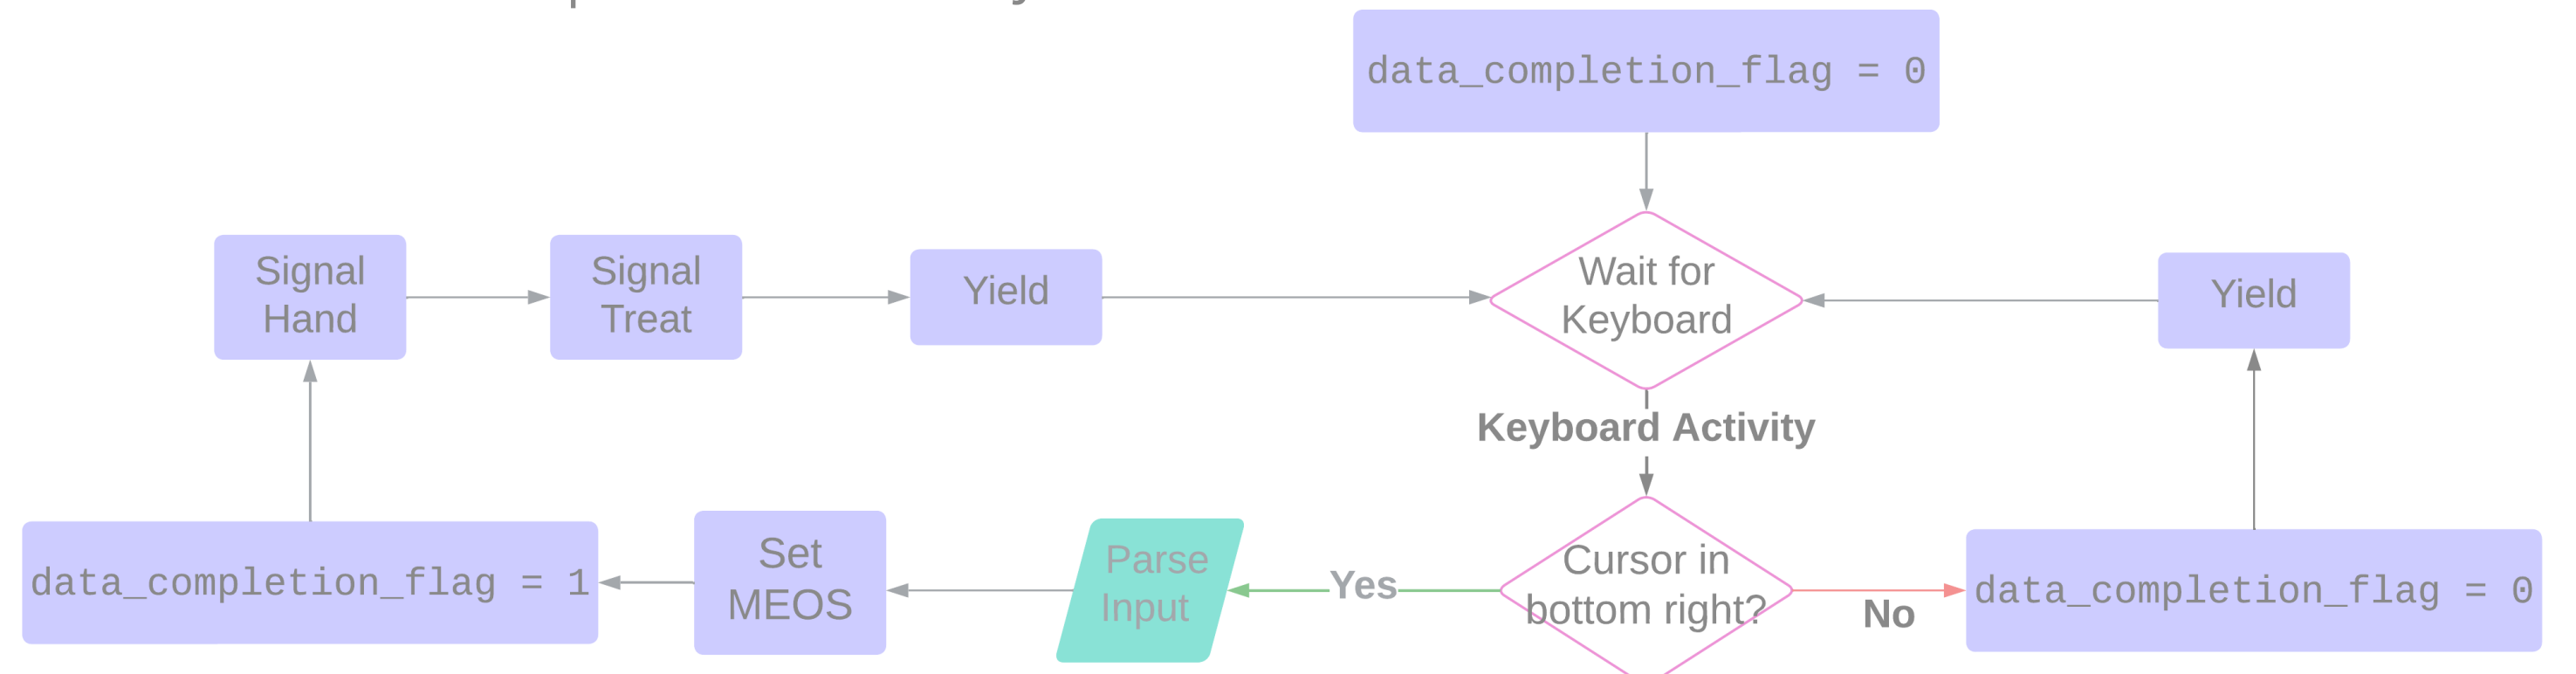 data_completion_flag = 0
Signal
Hand
Signal
Treat
Yield
Wait for
Keyboard
Yield
Keyboard Activity
data_completion_flag = 1
Set
MEOS
Parse
Input
Yes
Cursor in
bottom right?
No
data_completion_flag = 0